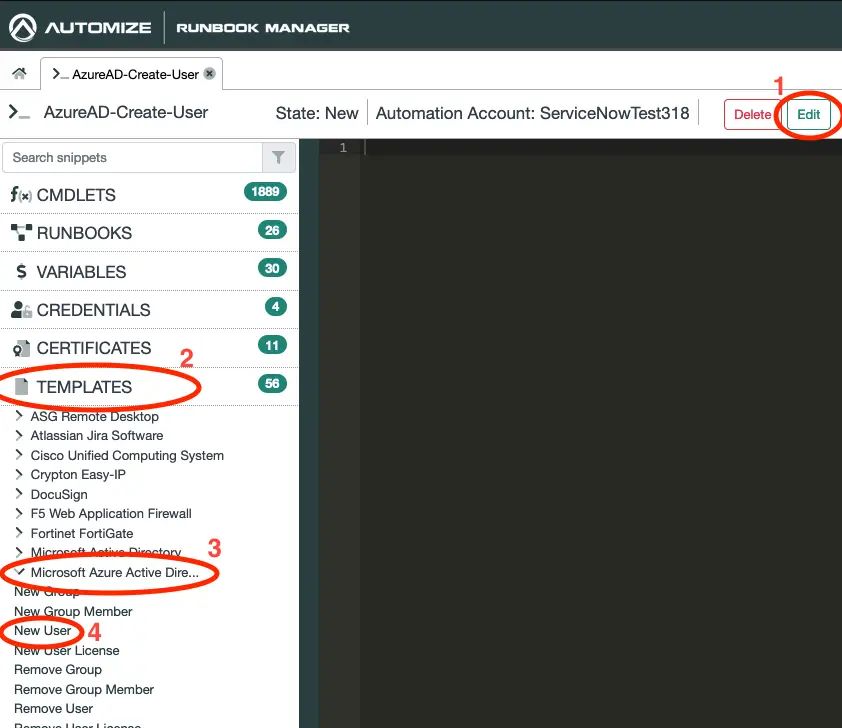 AUTOMIZE RUNBOOK MANAGER
>_ AzureAD-Create-User
1
>_ AzureAD-Create-User State: New Automation Account: ServiceNowTest318 Delete Edit
Search snippets
1
f(x) CMDLETS 1889
RUNBOOKS 26
$ VARIABLES 30
CREDENTIALS 4
CERTIFICATES 11
2
TEMPLATES 56
ASG Remote Desktop
Atlassian Jira Software
Cisco Unified Computing System
Crypton Easy-IP
DocuSign
F5 Web Application Firewall
Fortinet FortiGate
Microsoft Active Directory
3
Microsoft Azure Active Dire...
New Group
New Group Member
New User 4
New User License
Remove Group
Remove Group Member
Remove User
Remove User License